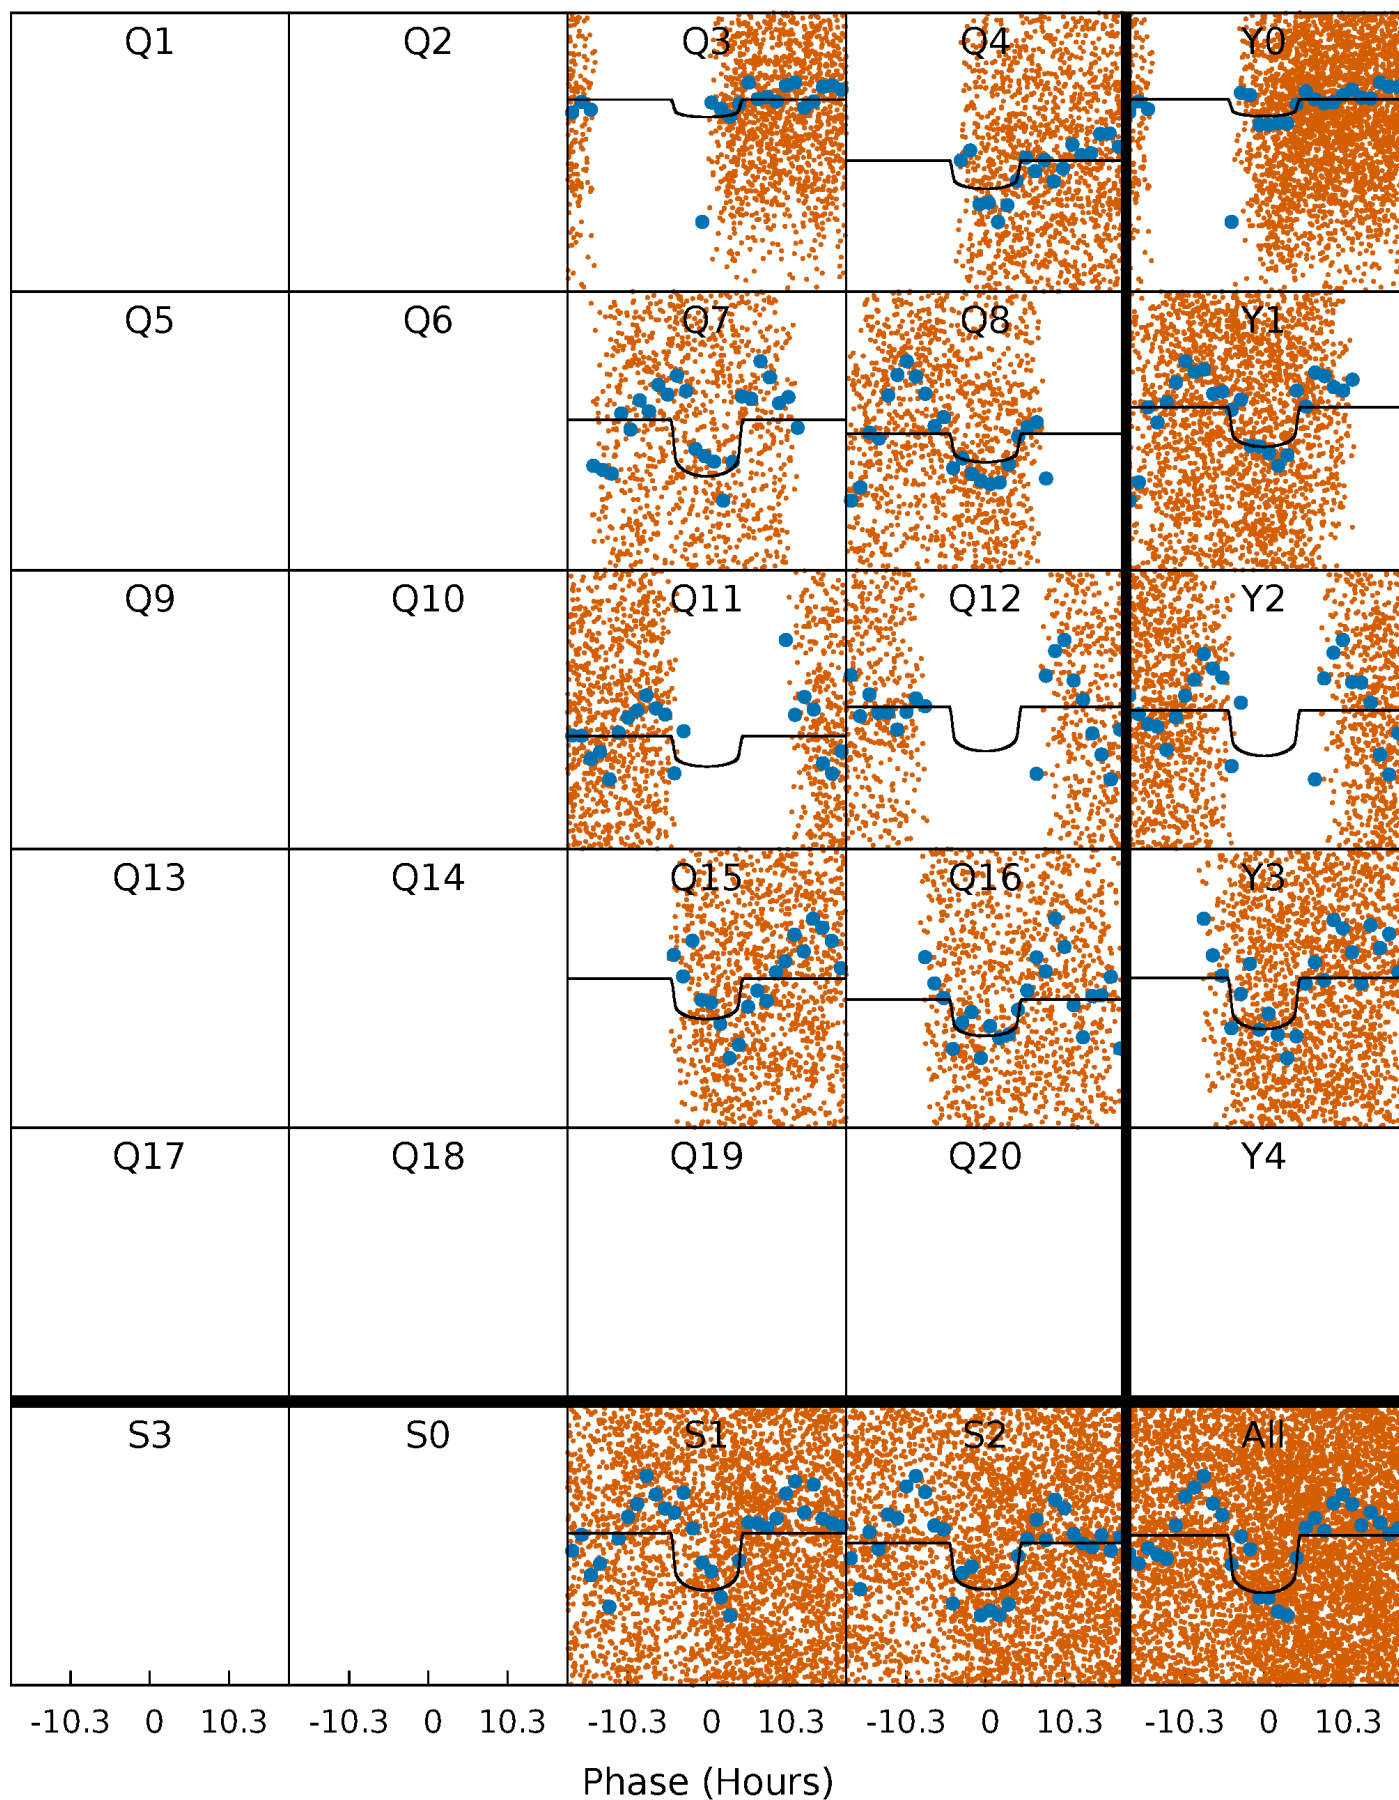 Q1 Q2 Q3 Q4 Y0
Q5 Q6 Q7 Q8 Y1
Q9 Q10 Q11 Q12 Y2
Q13 Q14 Q15 Q16 Y3
Q17 Q18 Q19 Q20 Y4
S3 S0 S1 S2 All
-10.3 0 10.3 -10.3 0 10.3 -10.3 0 10.3 -10.3 0 10.3 -10.3 0 10.3
Phase (Hours)